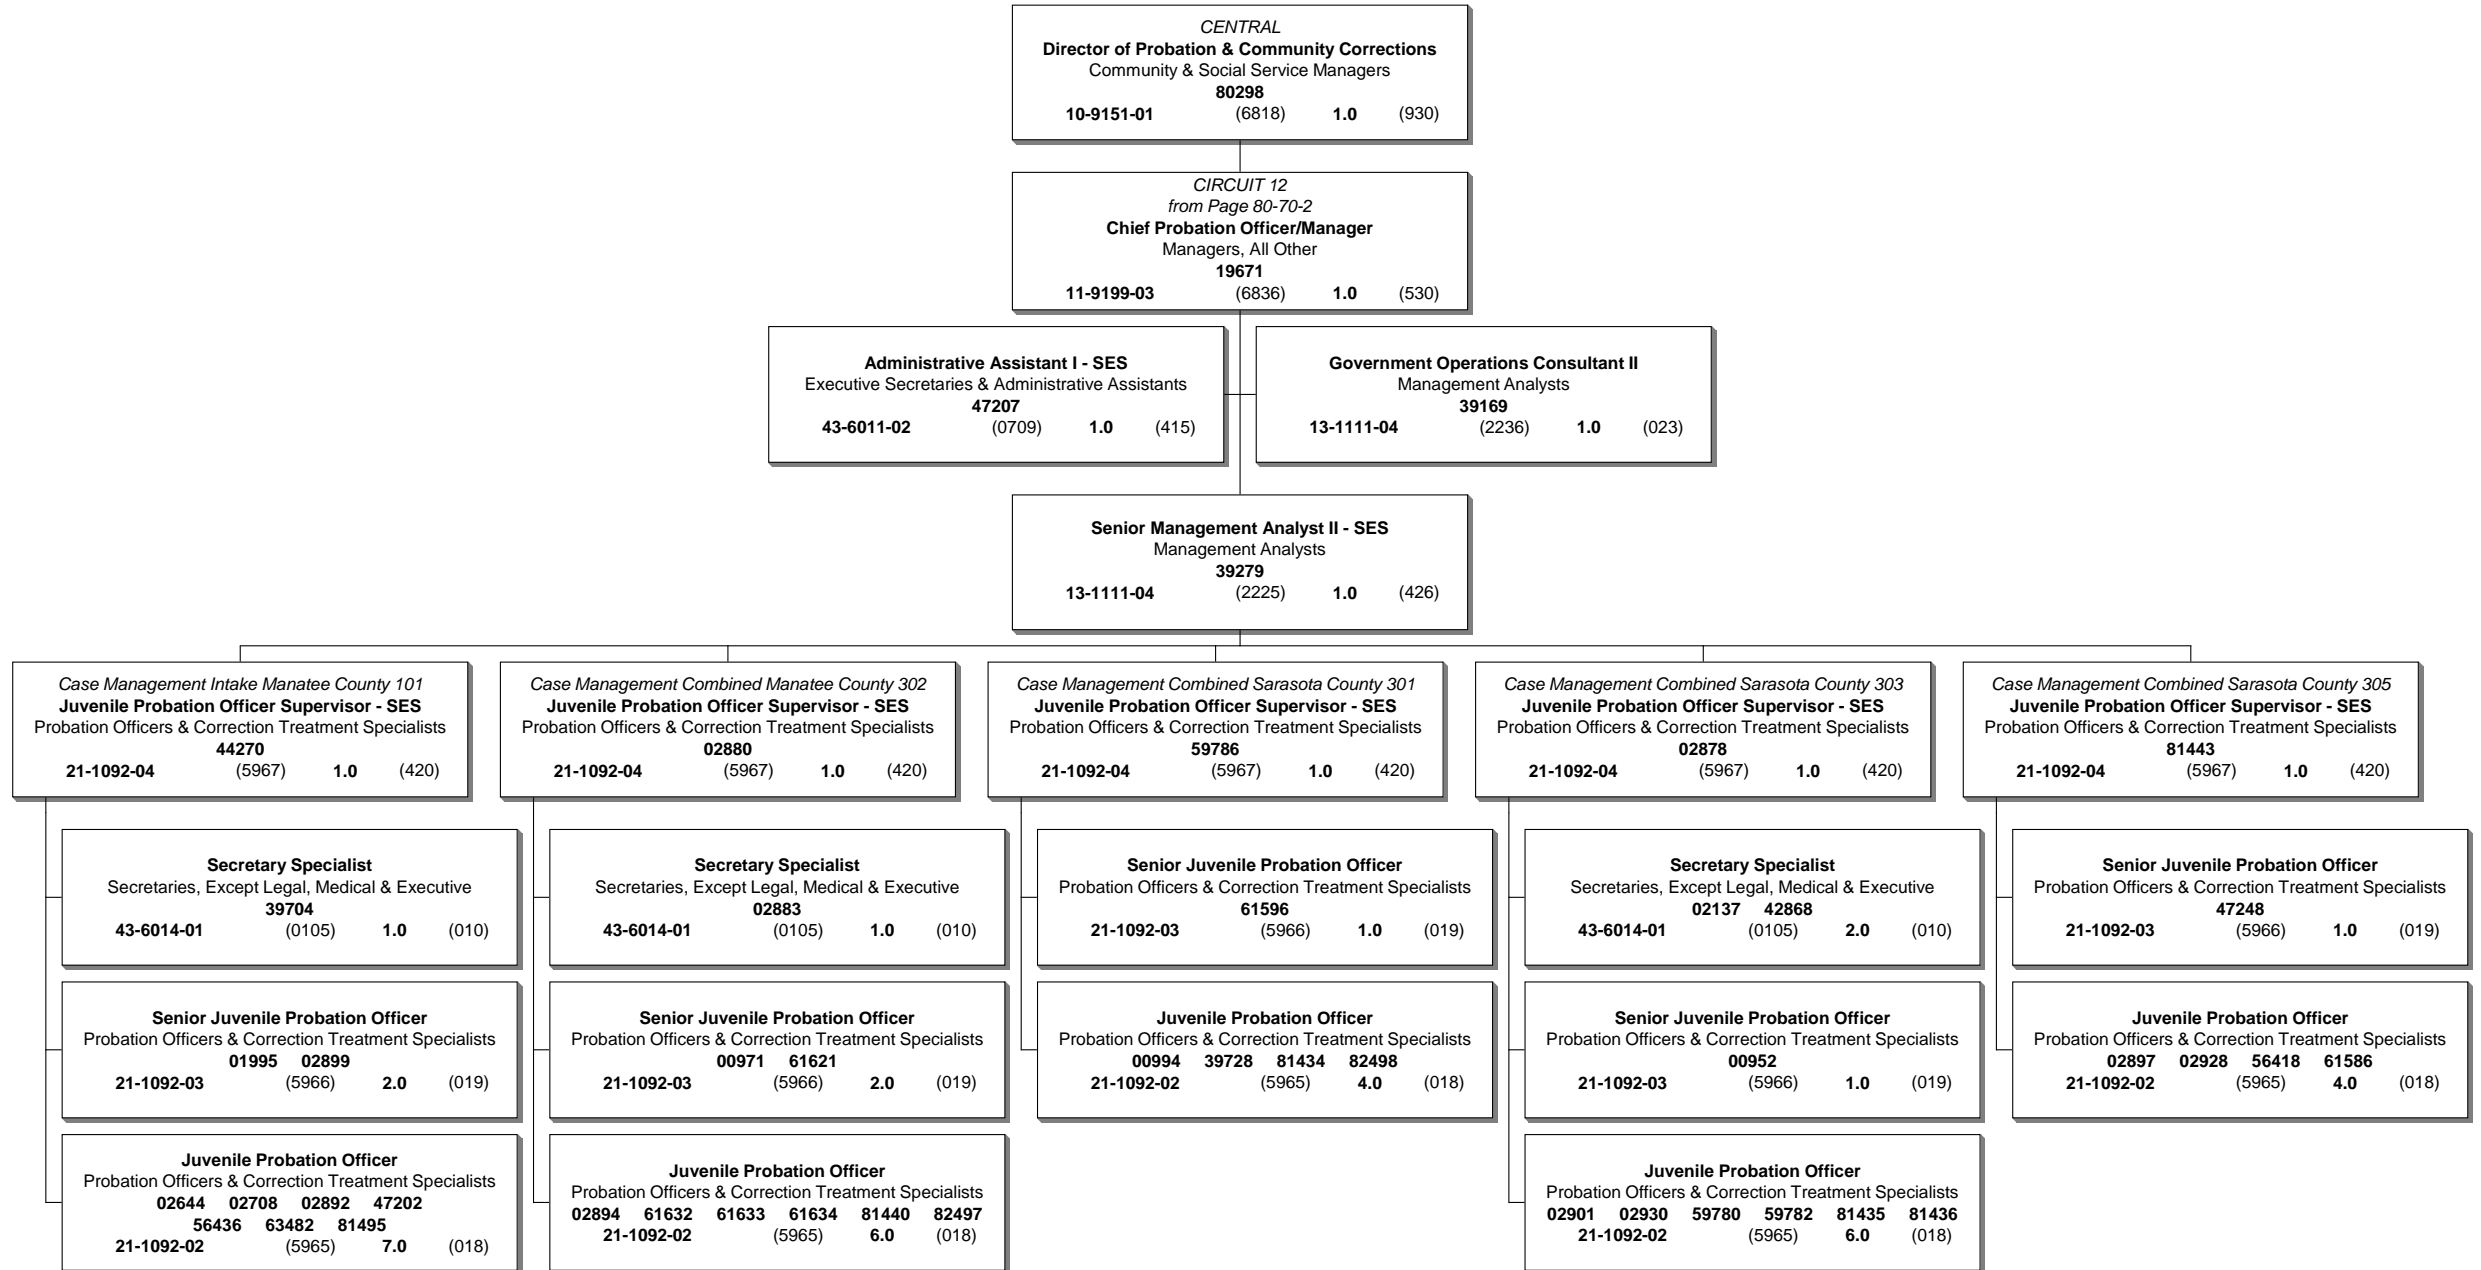 CENTRAL
Director of Probation & Community Corrections
Community & Social Service Managers
80298
10-9151-01 (6818) 1.0 (930)
CIRCUIT 12
from Page 80-70-2
Chief Probation Officer/Manager
Managers, All Other
19671
11-9199-03 (6836) 1.0 (530)
Administrative Assistant I - SES
Executive Secretaries & Administrative Assistants
47207
43-6011-02 (0709) 1.0 (415)
Government Operations Consultant II
Management Analysts
39169
13-1111-04 (2236) 1.0 (023)
Senior Management Analyst II - SES
Management Analysts
39279
13-1111-04 (2225) 1.0 (426)
Case Management Intake Manatee County 101
Juvenile Probation Officer Supervisor - SES
Probation Officers & Correction Treatment Specialists
44270
21-1092-04 (5967) 1.0 (420)
Secretary Specialist
Secretaries, Except Legal, Medical & Executive
39704
43-6014-01 (0105) 1.0 (010)
Senior Juvenile Probation Officer
Probation Officers & Correction Treatment Specialists
01995 02899
21-1092-03 (5966) 2.0 (019)
Juvenile Probation Officer
Probation Officers & Correction Treatment Specialists
02644 02708 02892 47202
56436 63482 81495
21-1092-02 (5965) 7.0 (018)
Case Management Combined Manatee County 302
Juvenile Probation Officer Supervisor - SES
Probation Officers & Correction Treatment Specialists
02880
21-1092-04 (5967) 1.0 (420)
Secretary Specialist
Secretaries, Except Legal, Medical & Executive
02883
43-6014-01 (0105) 1.0 (010)
Senior Juvenile Probation Officer
Probation Officers & Correction Treatment Specialists
00971 61621
21-1092-03 (5966) 2.0 (019)
Juvenile Probation Officer
Probation Officers & Correction Treatment Specialists
02894 61632 61633 61634 81440 82497
21-1092-02 (5965) 6.0 (018)
Case Management Combined Sarasota County 301
Juvenile Probation Officer Supervisor - SES
Probation Officers & Correction Treatment Specialists
59786
21-1092-04 (5967) 1.0 (420)
Senior Juvenile Probation Officer
Probation Officers & Correction Treatment Specialists
61596
21-1092-03 (5966) 1.0 (019)
Juvenile Probation Officer
Probation Officers & Correction Treatment Specialists
00994 39728 81434 82498
21-1092-02 (5965) 4.0 (018)
Case Management Combined Sarasota County 303
Juvenile Probation Officer Supervisor - SES
Probation Officers & Correction Treatment Specialists
02878
21-1092-04 (5967) 1.0 (420)
Secretary Specialist
Secretaries, Except Legal, Medical & Executive
02137 42868
43-6014-01 (0105) 2.0 (010)
Senior Juvenile Probation Officer
Probation Officers & Correction Treatment Specialists
00952
21-1092-03 (5966) 1.0 (019)
Juvenile Probation Officer
Probation Officers & Correction Treatment Specialists
02901 02930 59780 59782 81435 81436
21-1092-02 (5965) 6.0 (018)
Case Management Combined Sarasota County 305
Juvenile Probation Officer Supervisor - SES
Probation Officers & Correction Treatment Specialists
81443
21-1092-04 (5967) 1.0 (420)
Senior Juvenile Probation Officer
Probation Officers & Correction Treatment Specialists
47248
21-1092-03 (5966) 1.0 (019)
Juvenile Probation Officer
Probation Officers & Correction Treatment Specialists
02897 02928 56418 61586
21-1092-02 (5965) 4.0 (018)